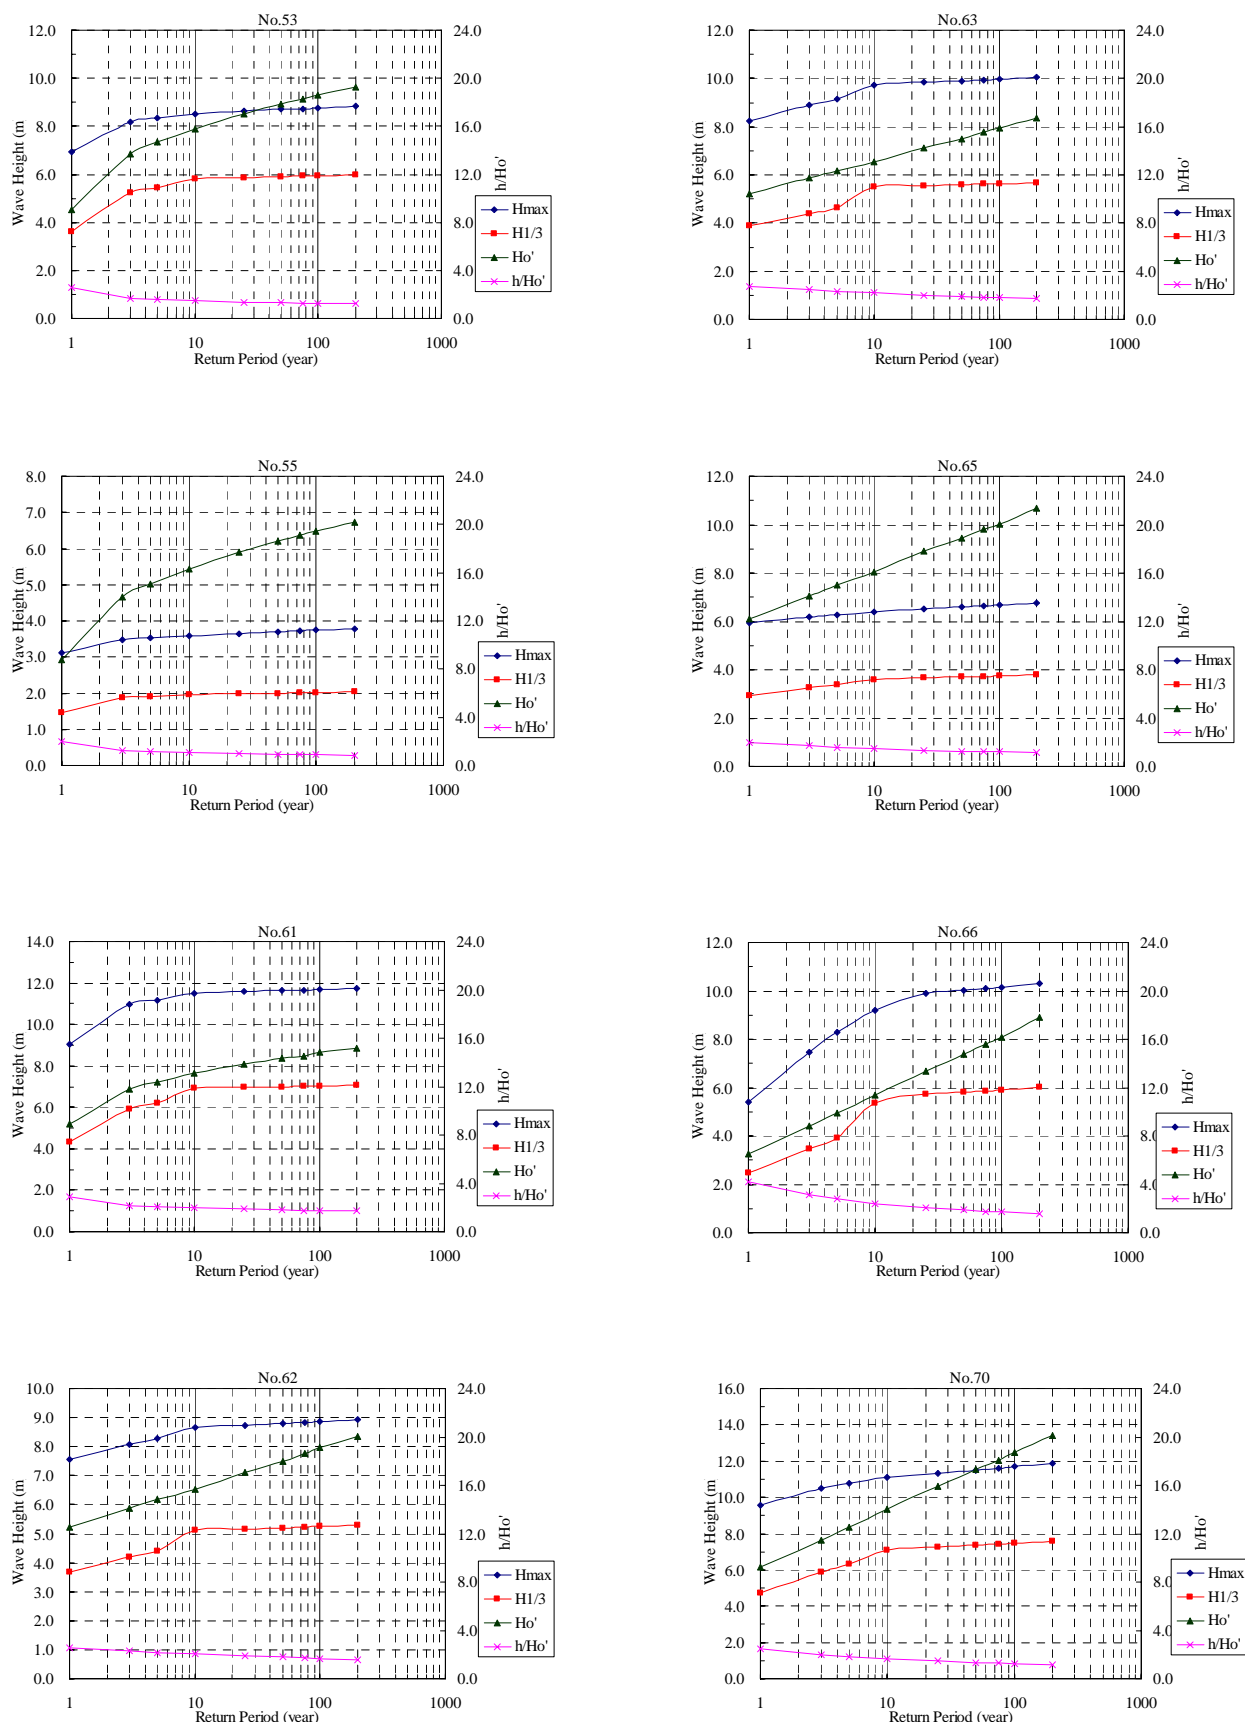 No.53
12.0
10.0
8.0
6.0
4.0
2.0
0.0
Wave Height (m
24.0
20.0
16.0
12.0
8.0
4.0
0.0
h/Ho'
Hmax
H1/3
Ho'
h/Ho'
1
10
100
1000
Return Period (year)
No.63
12.0
10.0
8.0
6.0
4.0
2.0
0.0
Wave Height (m
24.0
20.0
16.0
12.0
8.0
4.0
0.0
h/Ho'
Hmax
H1/3
Ho'
h/Ho'
1
10
100
1000
Return Period (year)
No.55
8.0
7.0
6.0
5.0
4.0
3.0
2.0
1.0
0.0
Wave Height (m
24.0
20.0
16.0
12.0
8.0
4.0
0.0
h/Ho'
Hmax
H1/3
Ho'
h/Ho'
1
10
100
1000
Return Period (year)
No.65
12.0
10.0
8.0
6.0
4.0
2.0
0.0
Wave Height (m
24.0
20.0
16.0
12.0
8.0
4.0
0.0
h/Ho'
Hmax
H1/3
Ho'
h/Ho'
1
10
100
1000
Return Period (year)
No.61
14.0
12.0
10.0
8.0
6.0
4.0
2.0
0.0
Wave Height (m
24.0
20.0
16.0
12.0
8.0
4.0
0.0
h/Ho'
Hmax
H1/3
Ho'
h/Ho'
1
10
100
1000
Return Period (year)
No.66
12.0
10.0
8.0
6.0
4.0
2.0
0.0
Wave Height (m
24.0
20.0
16.0
12.0
8.0
4.0
0.0
h/Ho'
Hmax
H1/3
Ho'
h/Ho'
1
10
100
1000
Return Period (year)
No.62
10.0
9.0
8.0
7.0
6.0
5.0
4.0
3.0
2.0
1.0
0.0
Wave Height (m
24.0
20.0
16.0
12.0
8.0
4.0
0.0
h/Ho'
Hmax
H1/3
Ho'
h/Ho'
1
10
100
1000
Return Period (year)
No.70
16.0
14.0
12.0
10.0
8.0
6.0
4.0
2.0
0.0
Wave Height (m
24.0
20.0
16.0
12.0
8.0
4.0
0.0
h/Ho'
Hmax
H1/3
Ho'
h/Ho'
1
10
100
1000
Return Period (year)